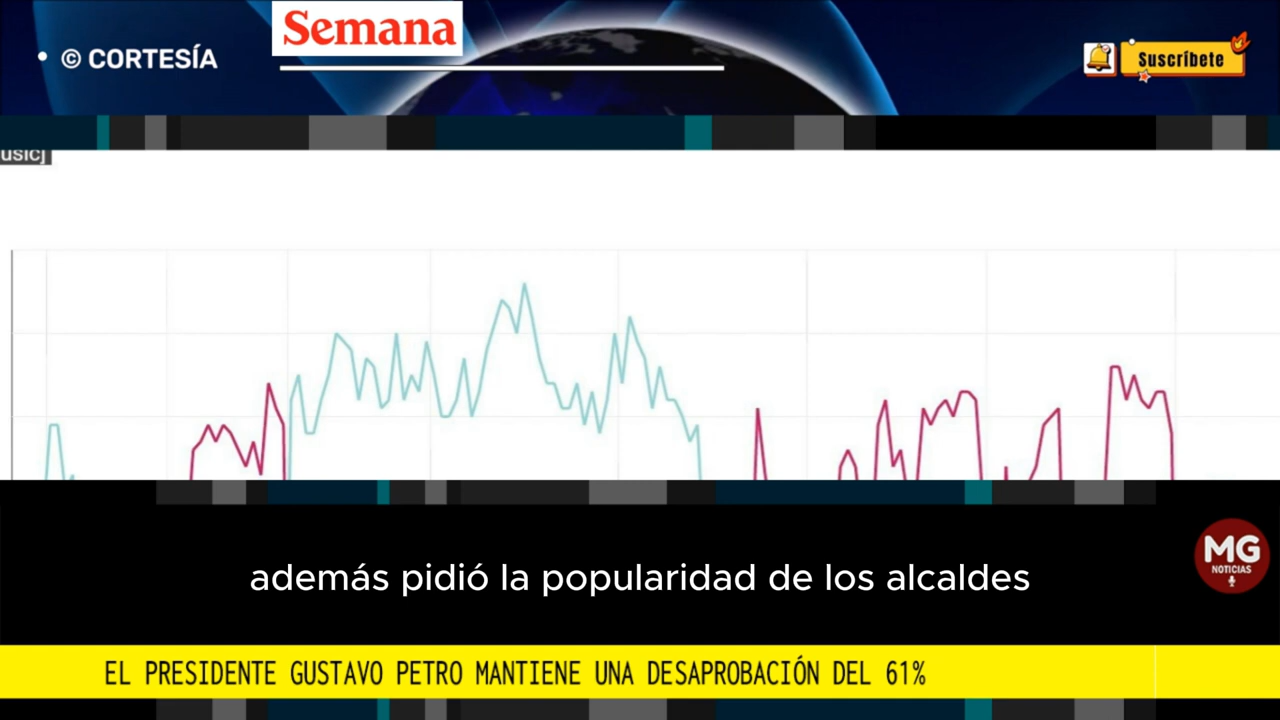 Semana
• © CORTESÍA
Suscríbete
usic]
además pidió la popularidad de los alcaldes
MG
NOTICIAS
EL PRESIDENTE GUSTAVO PETRO MANTIENE UNA DESAPROBACIÓN DEL 61%